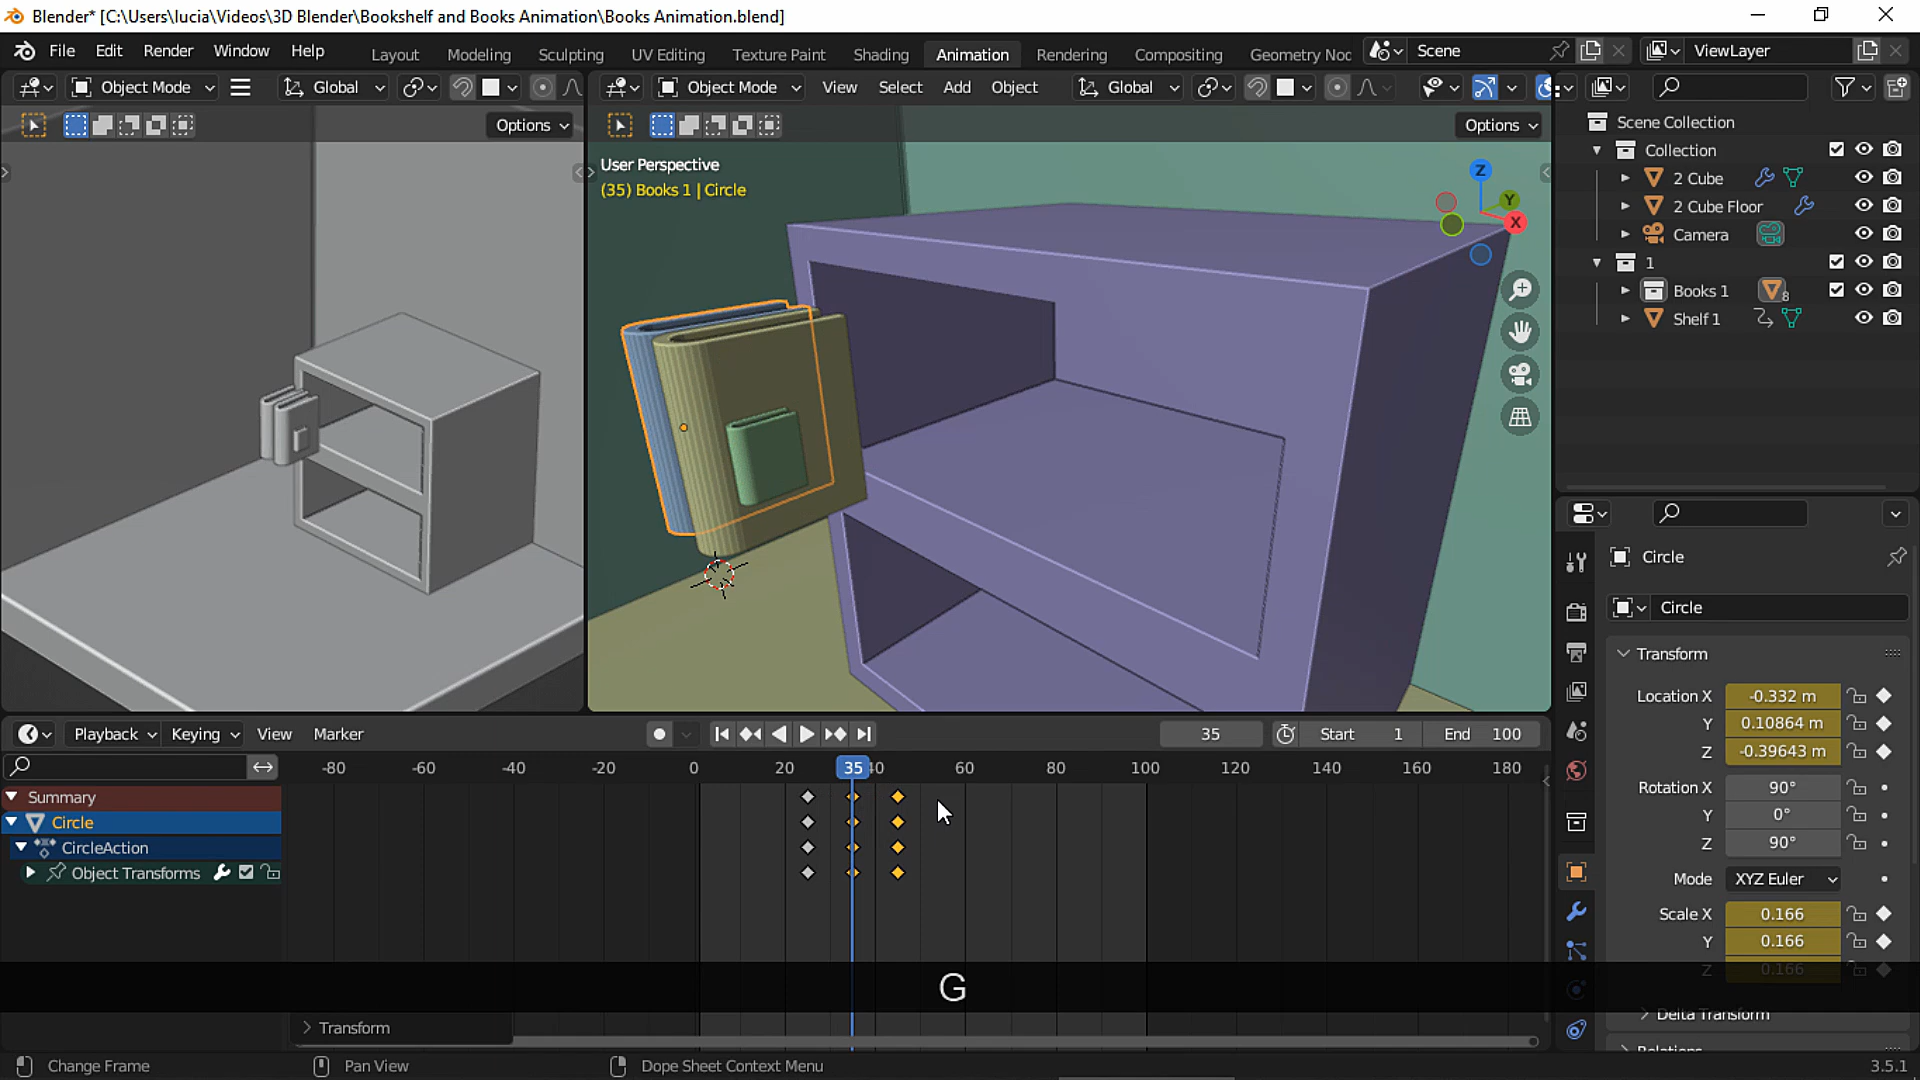 Blender* [C:\Users\lucia\Videos\3D Blender\Bookshelf and Books Animation\Books Animation.blend]
File Edit Render Window Help Layout Modeling Sculpting UV Editing Texture Paint Shading Animation Rendering Compositing Geometry Noc Scene ViewLayer
Object Mode Global Object Mode View Select Add Object Global
Options Options
User Perspective
(35) Books 1 | Circle
Z
Y
X
Scene Collection
Collection
2 Cube
2 Cube Floor
Camera
1
Books 1 8
Shelf 1
Circle
Circle
Transform
Location X -0.332 m
Y 0.10864 m
Z -0.39643 m
Rotation X 90°
Y 0°
Z 90°
Mode XYZ Euler
Scale X 0.166
Y 0.166
Z 0.166
Delta Transform
Relations
Playback Keying View Marker 35 Start 1 End 100
-80 -60 -40 -20 0 20 35 40 60 80 100 120 140 160 180
Summary
Circle
CircleAction
Object Transforms
G
Transform
Change Frame Pan View Dope Sheet Context Menu 3.5.1